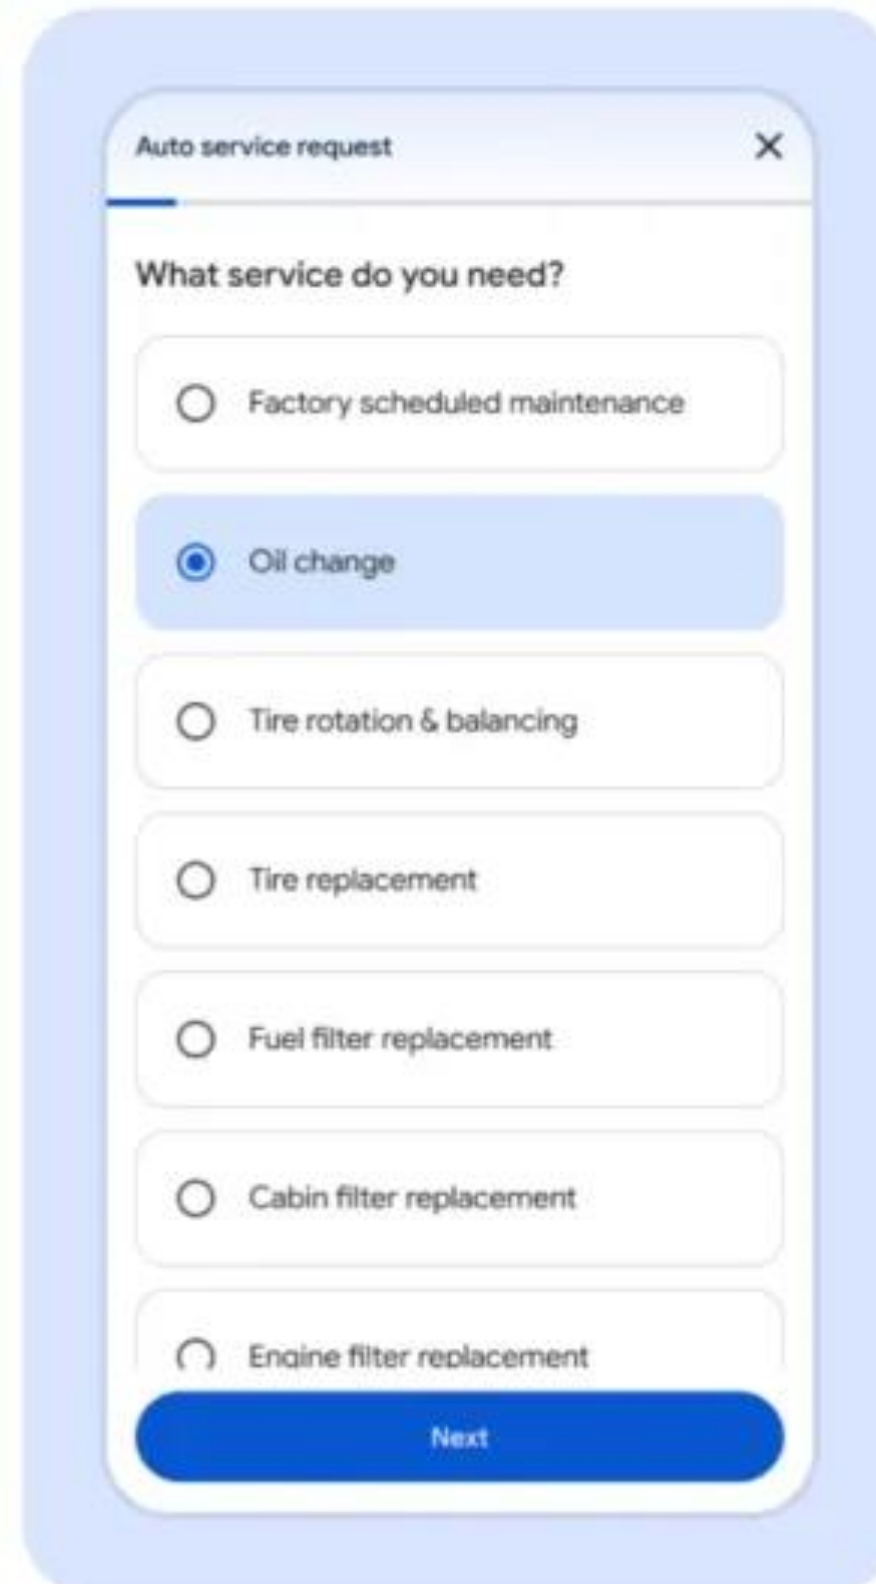 Auto service request
What service do you need?
Factory scheduled maintenance
Oil change
Tire rotation & balancing
Tire replacement
Fuel filter replacement
Cabin filter replacement
Engine filter replacement
Next